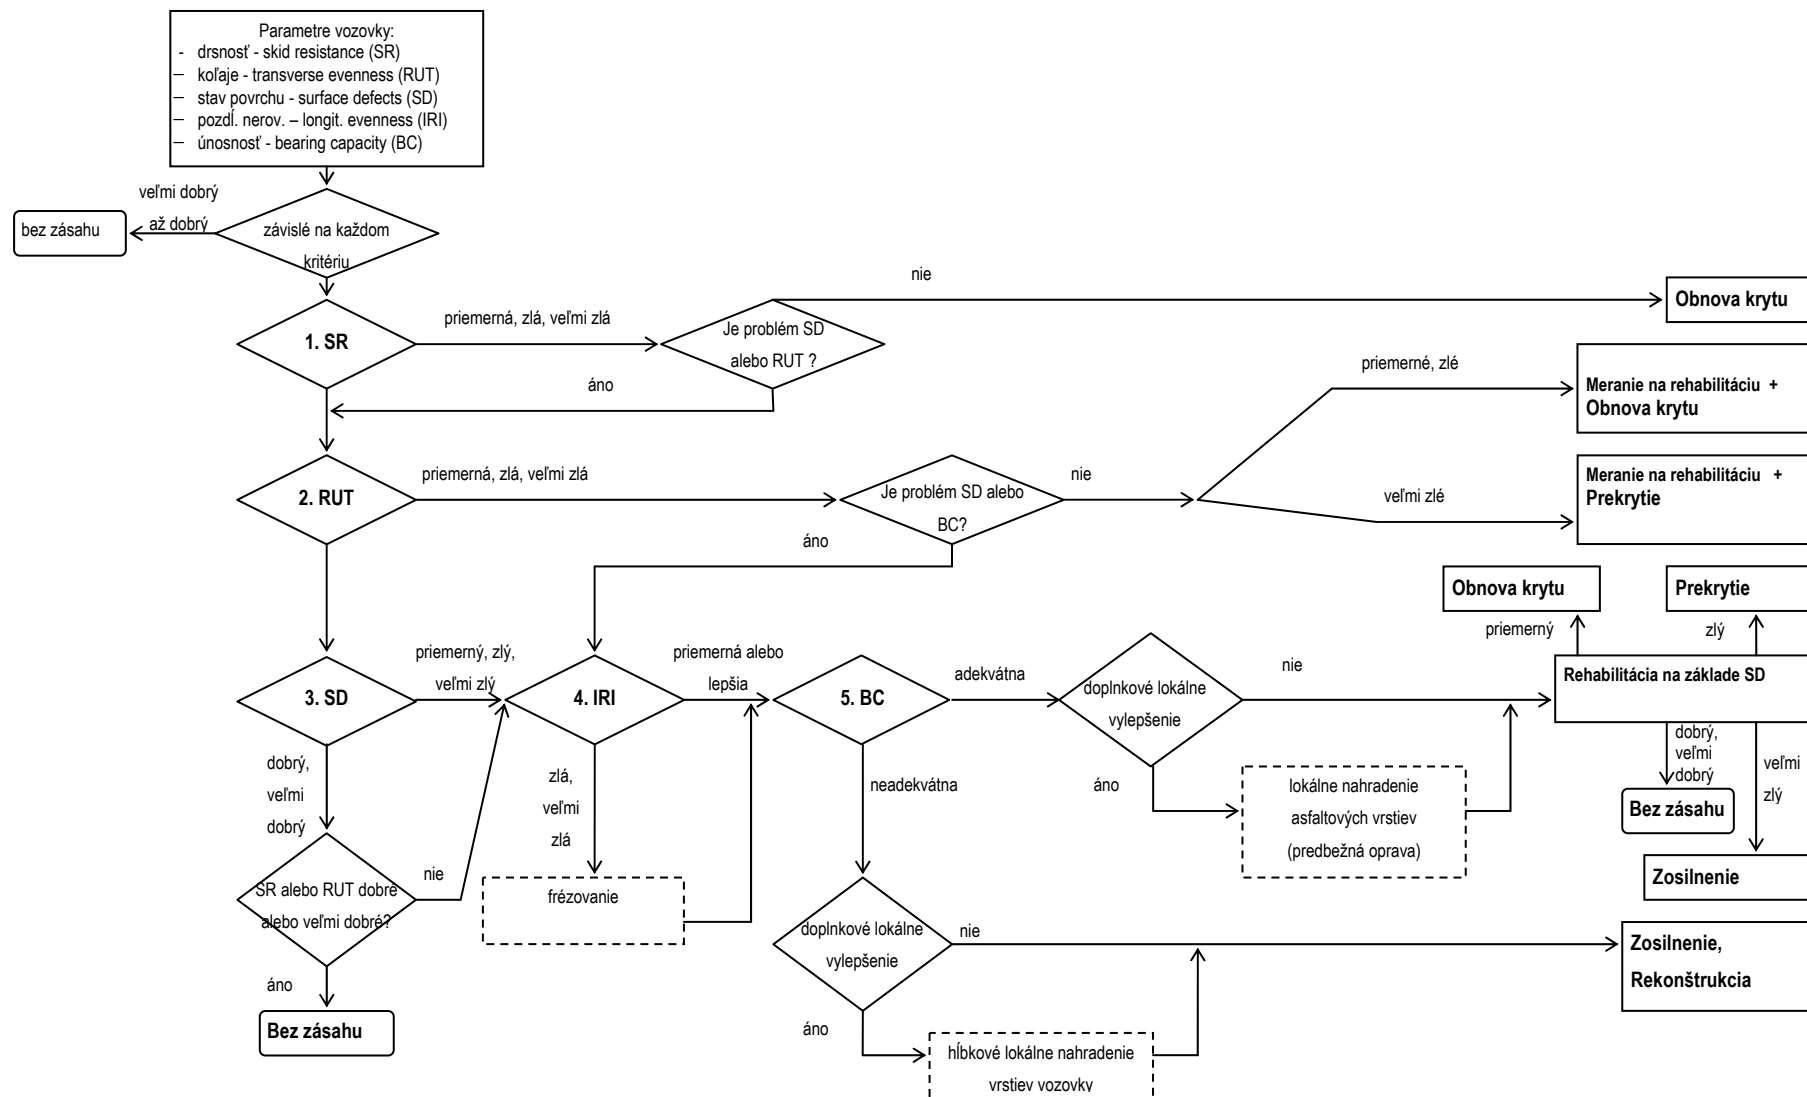 Parametre vozovky:
- drsnosť - skid resistance (SR)
– koľaje - transverse evenness (RUT)
– stav povrchu - surface defects (SD)
– pozdĺ. nerov. – longit. evenness (IRI)
– únosnosť - bearing capacity (BC)
veľmi dobrý
až dobrý
bez zásahu
závislé na každom
kritériu
nie
Obnova krytu
1. SR
priemerná, zlá, veľmi zlá
Je problém SD
alebo RUT ?
áno
priemerné, zlé
Meranie na rehabilitáciu +
Obnova krytu
2. RUT
priemerná, zlá, veľmi zlá
Je problém SD alebo
BC?
nie
veľmi zlé
Meranie na rehabilitáciu +
Prekrytie
áno
Obnova krytu
Prekrytie
priemerný
zlý
3. SD
priemerný, zlý,
veľmi zlý
4. IRI
priemerná alebo
lepšia
5. BC
adekvátna
doplnkové lokálne
vylepšenie
nie
Rehabilitácia na základe SD
dobrý,
veľmi
dobrý
veľmi
zlý
Bez zásahu
Zosilnenie
dobrý,
veľmi
dobrý
zlá,
veľmi
zlá
neadekvátna
áno
lokálne nahradenie
asfaltových vrstiev
(predbežná oprava)
SR alebo RUT dobré
alebo veľmi dobré?
nie
frézovanie
doplnkové lokálne
vylepšenie
nie
Zosilnenie,
Rekonštrukcia
áno
Bez zásahu
áno
hĺbkové lokálne nahradenie
vrstiev vozovky